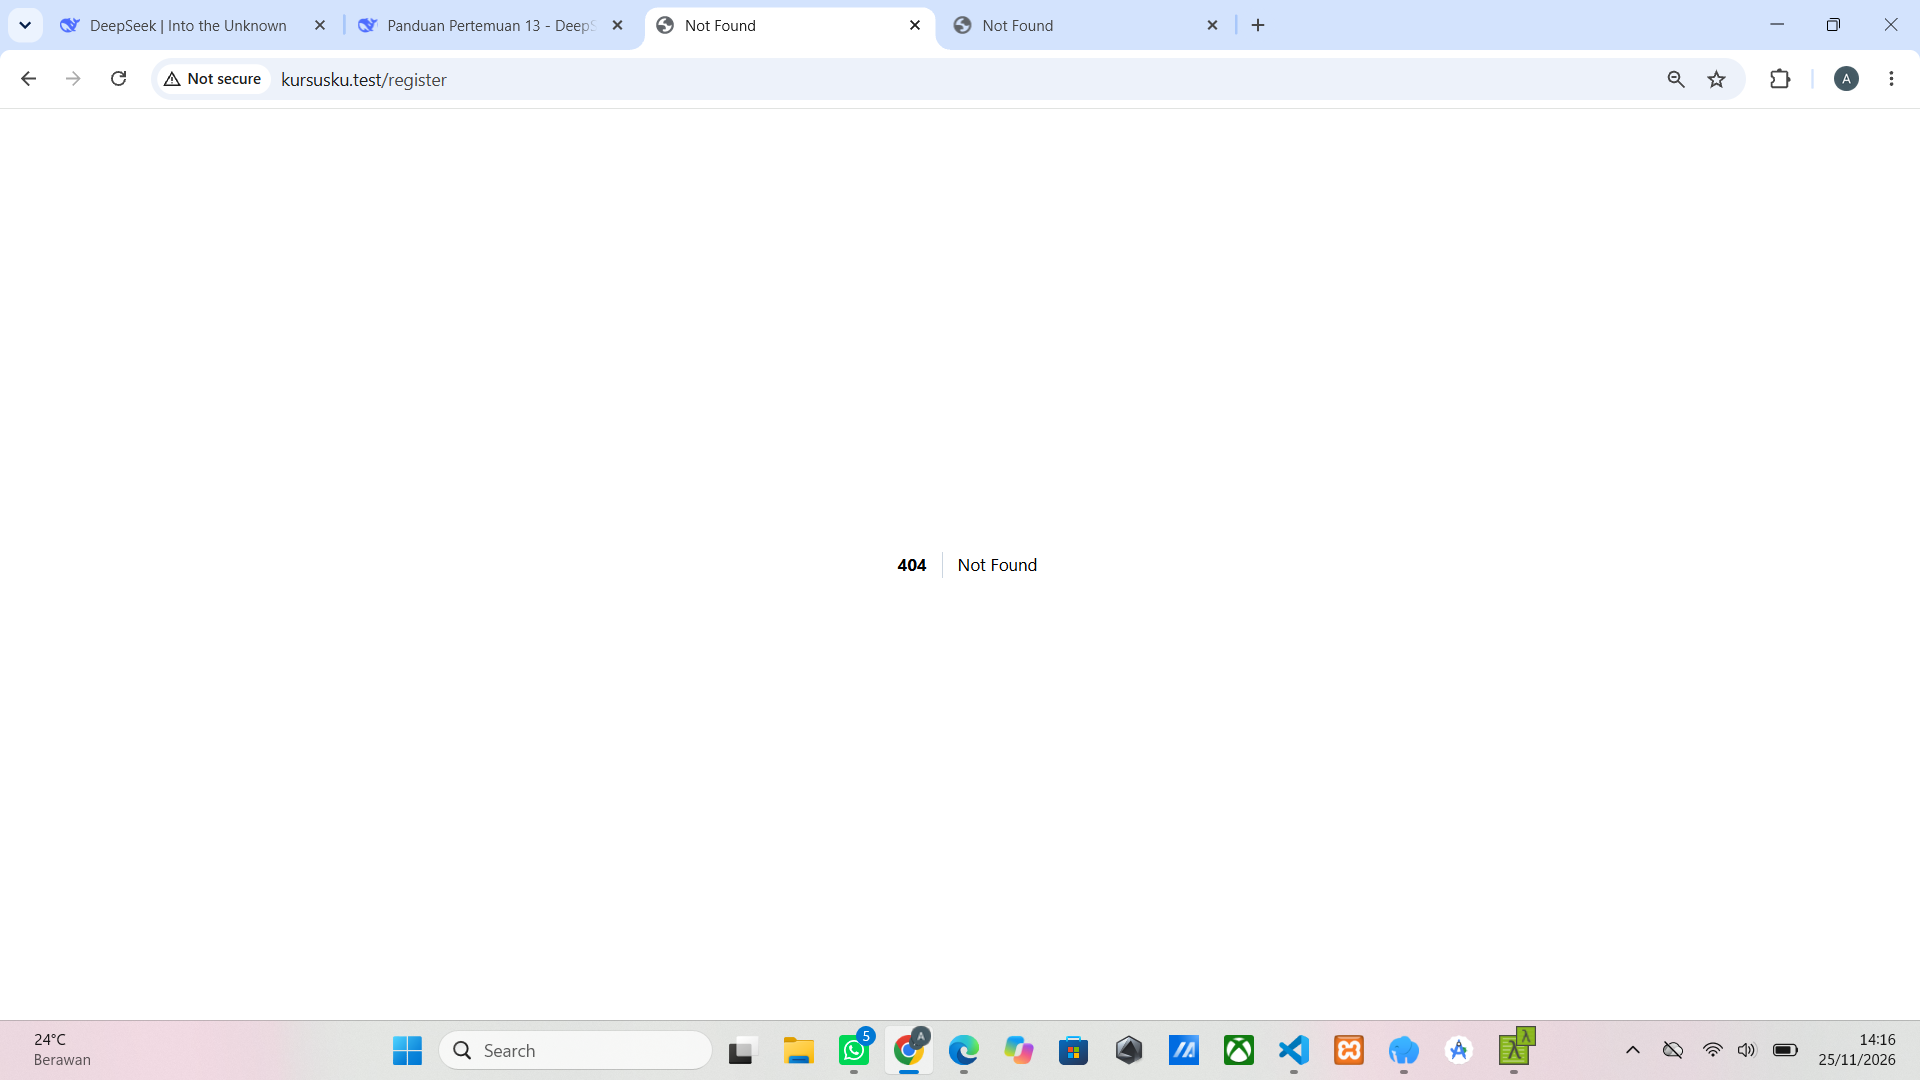 DeepSeek | Into the Unknown
Panduan Pertemuan 13 - Deep
Not Found
Not Found
Not secure
kursusku.test/register
A
404
Not Found
24°C
Berawan
Search
5
A
14:16
25/11/2026